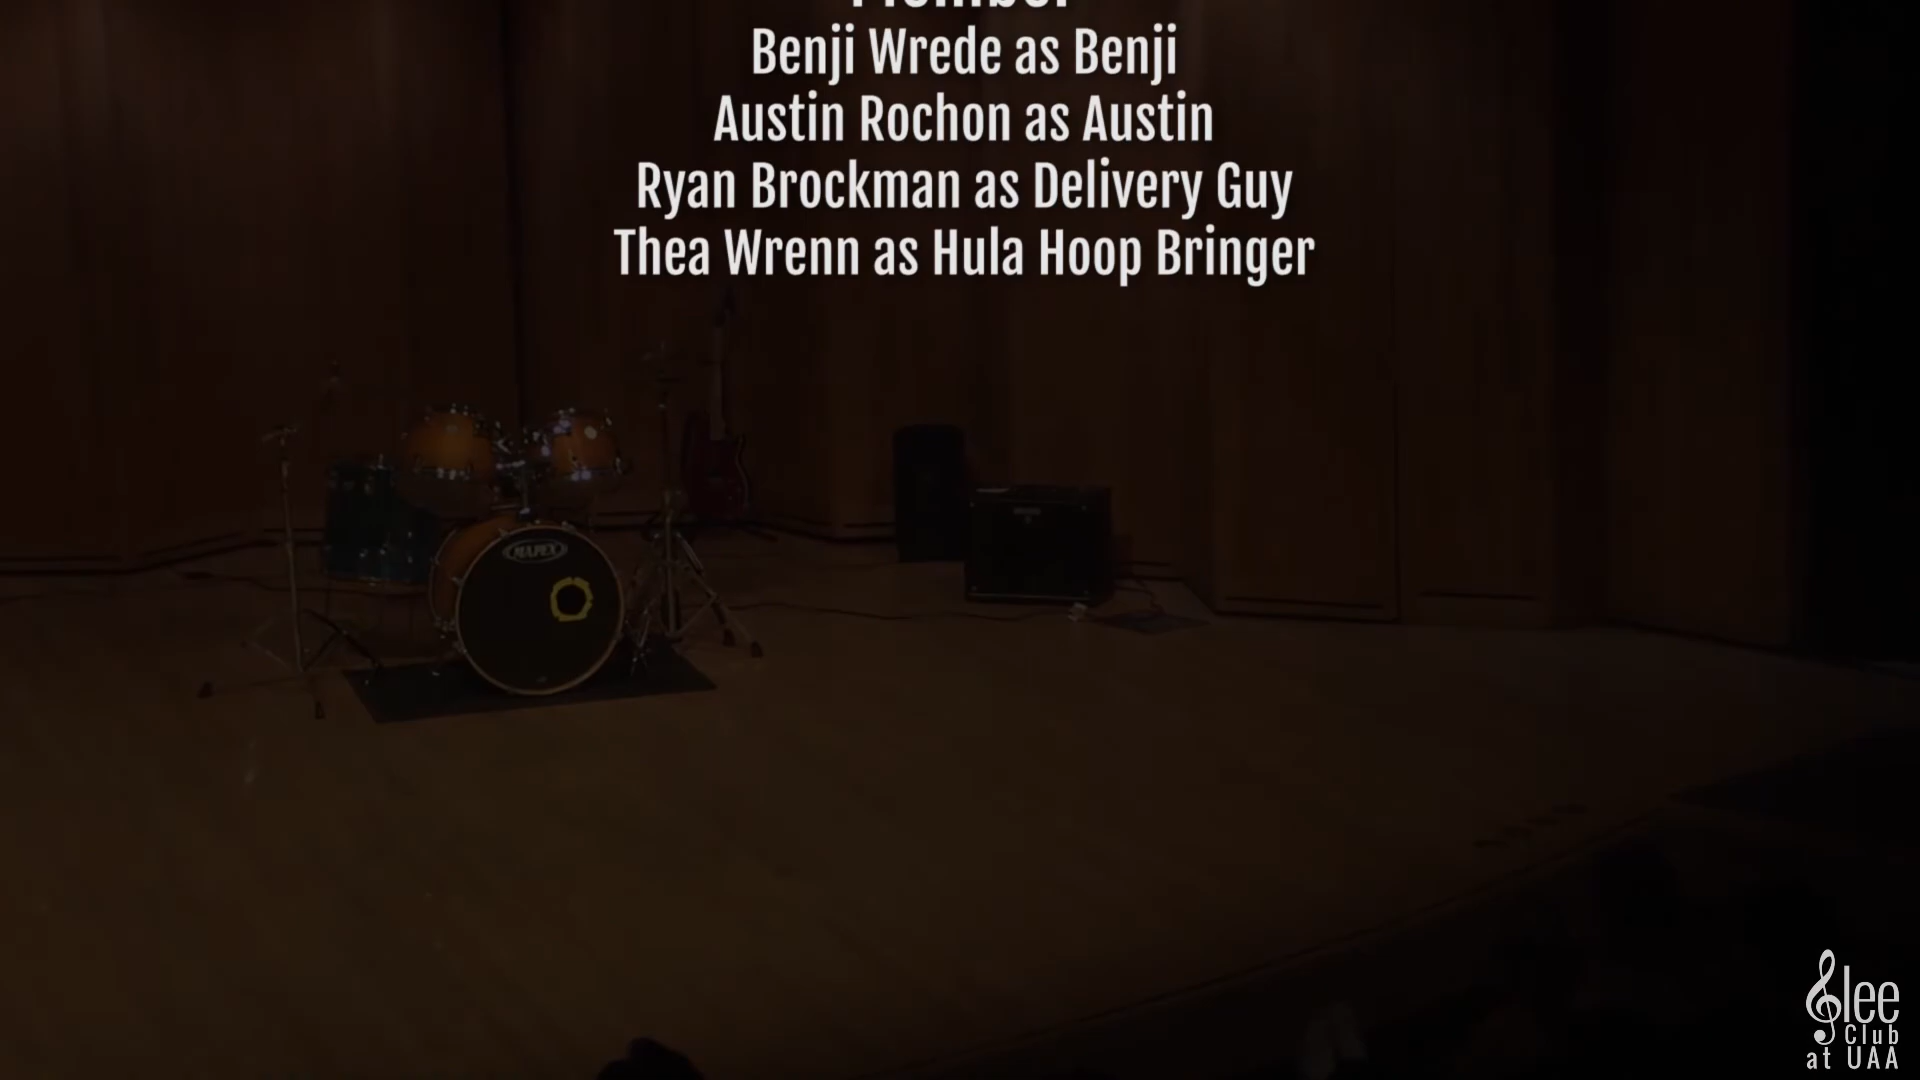 Benji Wrede as Benji
Austin Rochon as Austin
Ryan Brockman as Delivery Guy
Thea Wrenn as Hula Hoop Bringer
MAPEX
Glee
Club
at UAA